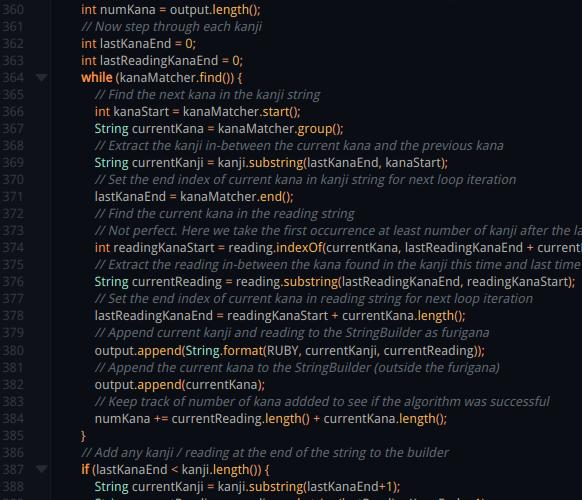 360 int numKana = output.length();
361 // Now step through each kanji
362 int lastKanaEnd = 0;
363 int lastReadingKanaEnd = 0;
364 while (kanaMatcher.find()) {
365 // Find the next kana in the kanji string
366 int kanaStart = kanaMatcher.start();
367 String currentKana = kanaMatcher.group();
368 // Extract the kanji in-between the current kana and the previous kana
369 String currentKanji = kanji.substring(lastKanaEnd, kanaStart);
370 // Set the end index of current kana in kanji string for next loop iteration
371 lastKanaEnd = kanaMatcher.end();
372 // Find the current kana in the reading string
373 // Not perfect. Here we take the first occurrence at least number of kanji after the la
374 int readingKanaStart = reading.indexOf(currentKana, lastReadingKanaEnd + current
375 // Extract the reading in-between the kana found in the kanji this time and last time
376 String currentReading = reading.substring(lastReadingKanaEnd, readingKanaStart);
377 // Set the end index of current kana in reading string for next loop iteration
378 lastReadingKanaEnd = readingKanaStart + currentKana.length();
379 // Append current kanji and reading to the StringBuilder as furigana
380 output.append(String.format(RUBY, currentKanji, currentReading));
381 // Append the current kana to the StringBuilder (outside the furigana)
382 output.append(currentKana);
383 // Keep track of number of kana addded to see if the algorithm was successful
384 numKana += currentReading.length() + currentKana.length();
385 }
386 // Add any kanji / reading at the end of the string to the builder
387 if (lastKanaEnd < kanji.length()) {
388 String currentKanji = kanji.substring(lastKanaEnd+1);